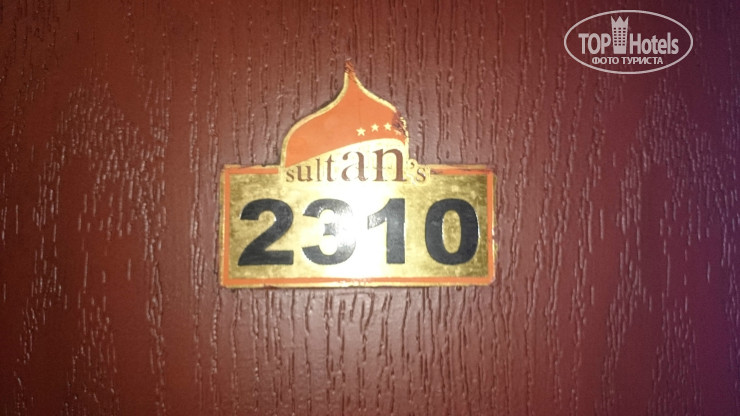 TOP Hotels
ФОТО ТУРИСТА
sultan's
2310